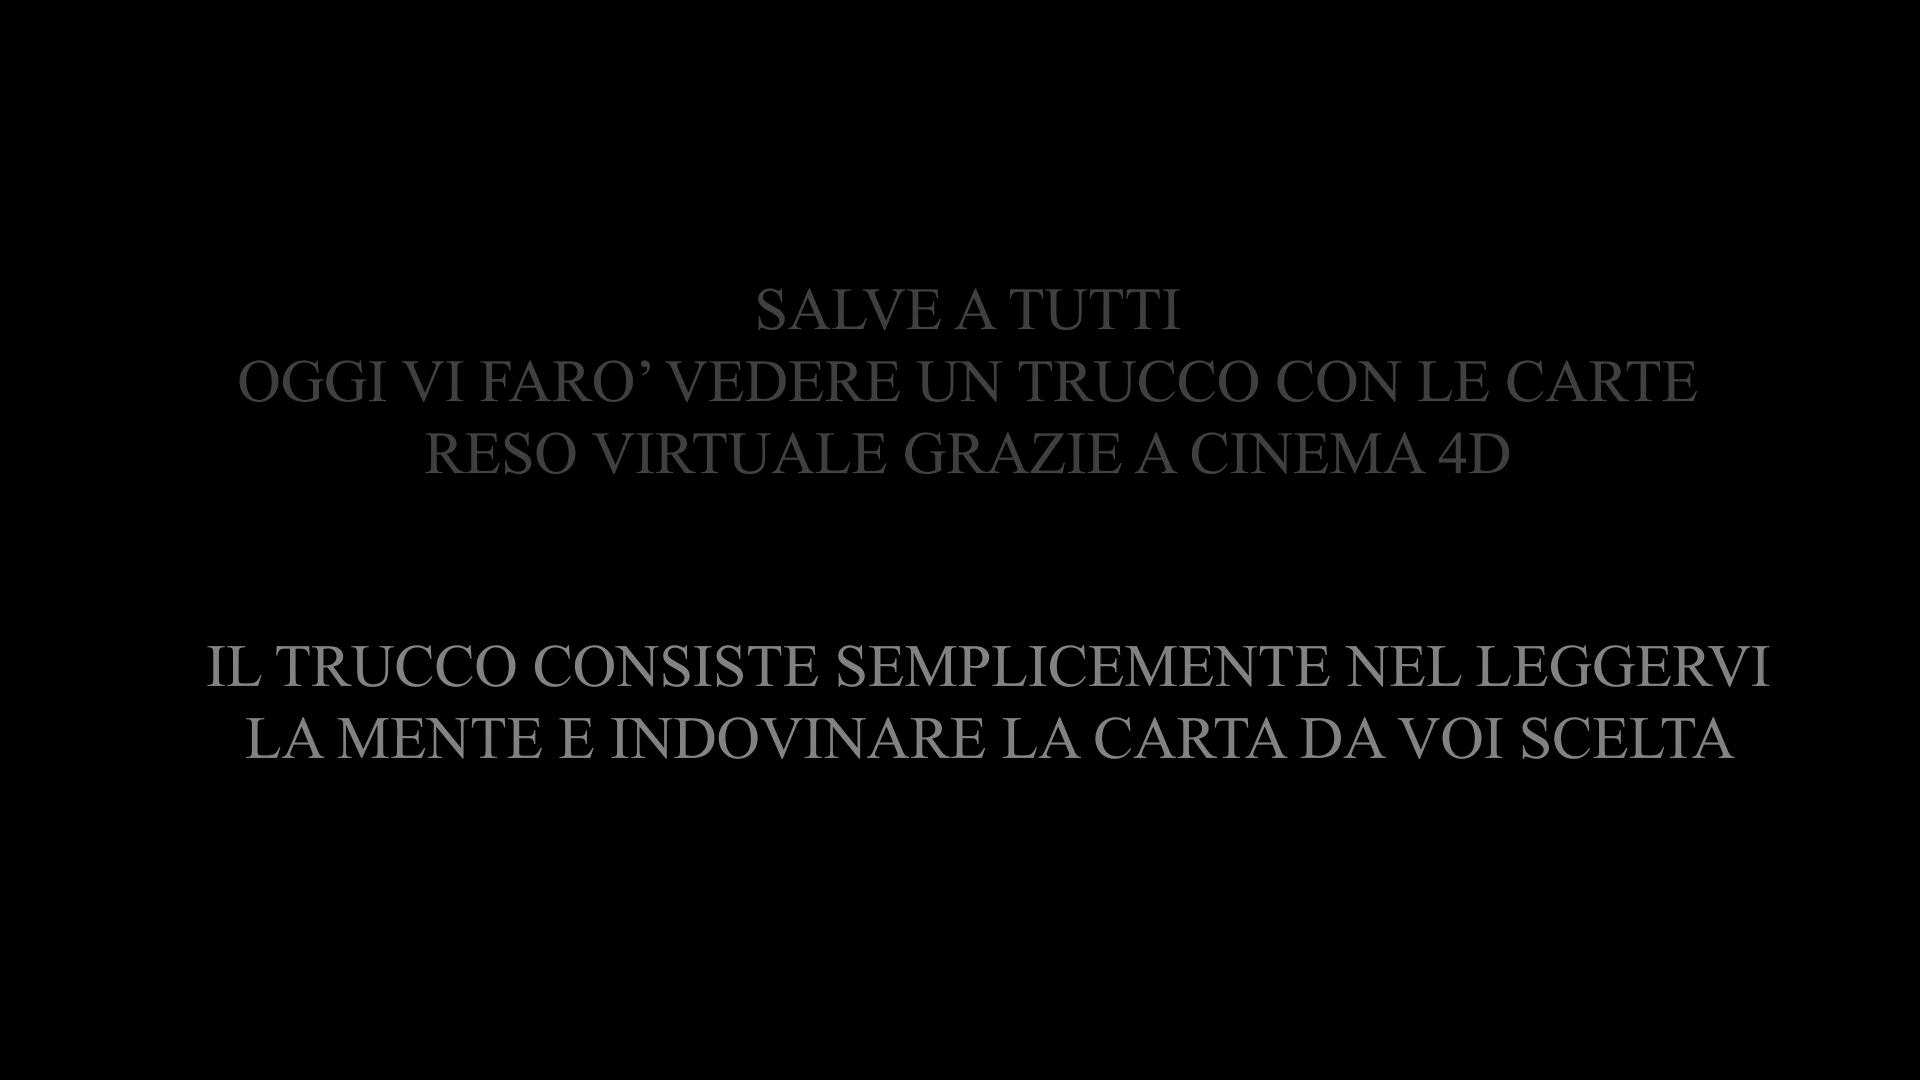 SALVE A TUTTI
OGGI VI FARO’ VEDERE UN TRUCCO CON LE CARTE
RESO VIRTUALE GRAZIE A CINEMA 4D
IL TRUCCO CONSISTE SEMPLICEMENTE NEL LEGGERVI
LA MENTE E INDOVINARE LA CARTA DA VOI SCELTA